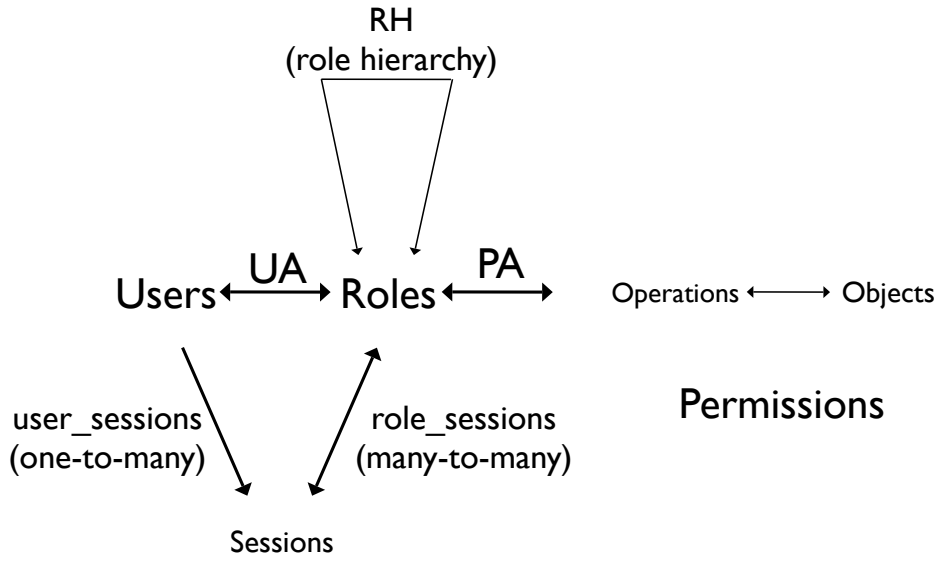 RH
(role hierarchy)
UA
PA
Users
Roles
Operations
Objects
user_sessions
(one-to-many)
role_sessions
(many-to-many)
Permissions
Sessions